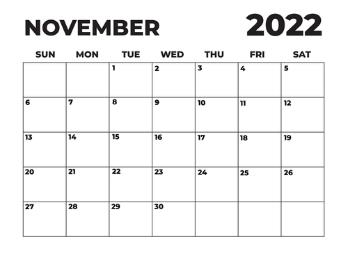 NOVEMBER 2022
SUN MON TUE WED THU FRI SAT
1 2 3 4 5
6 7 8 9 10 11 12
13 14 15 16 17 18 19
20 21 22 23 24 25 26
27 28 29 30